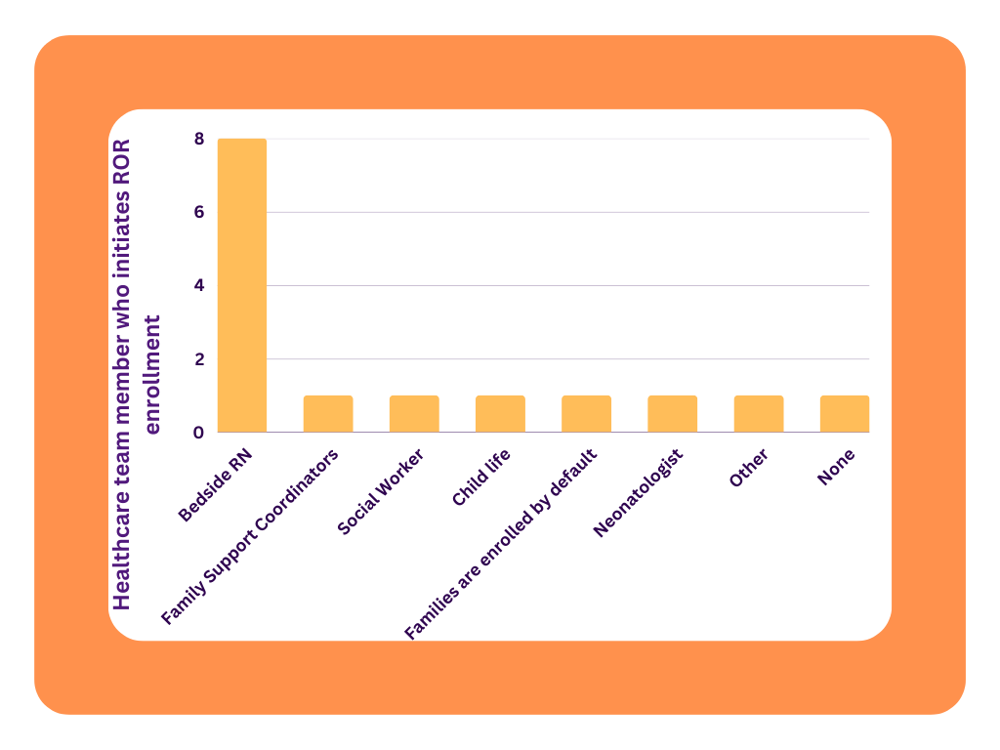 Healthcare team member who initiates ROR
enrollment
8
6
4
2
0
Bedside RN
Family Support Coordinators
Social Worker
Child life
Families are enrolled by default
Neonatologist
Other
None